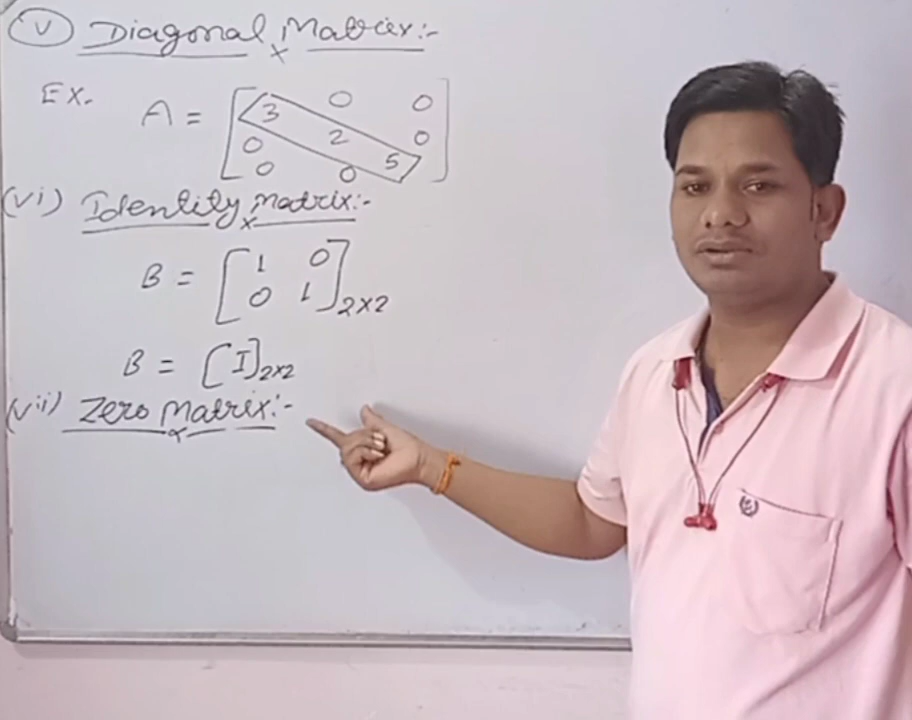 (v) Diagonal Matrix:-
Ex. A = [3 0 0
0 2 0
0 0 5]
(vi) Identity Matrix:-
B = [1 0
0 1]2×2
B = [I]2×2
(vii) Zero Matrix:-